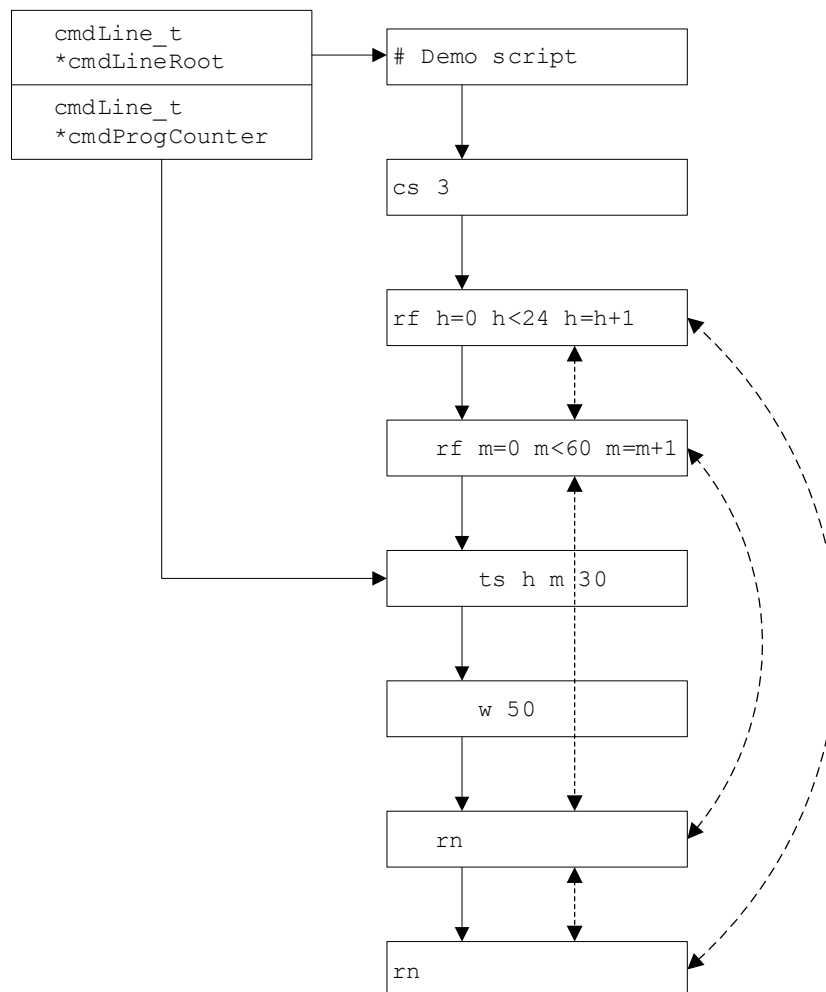 cmdLine_t
*cmdLineRoot
cmdLine_t
*cmdProgCounter
# Demo script
cs 3
rf h=0 h<24 h=h+1
rf m=0 m<60 m=m+1
ts h m 30
w 50
rn
rn